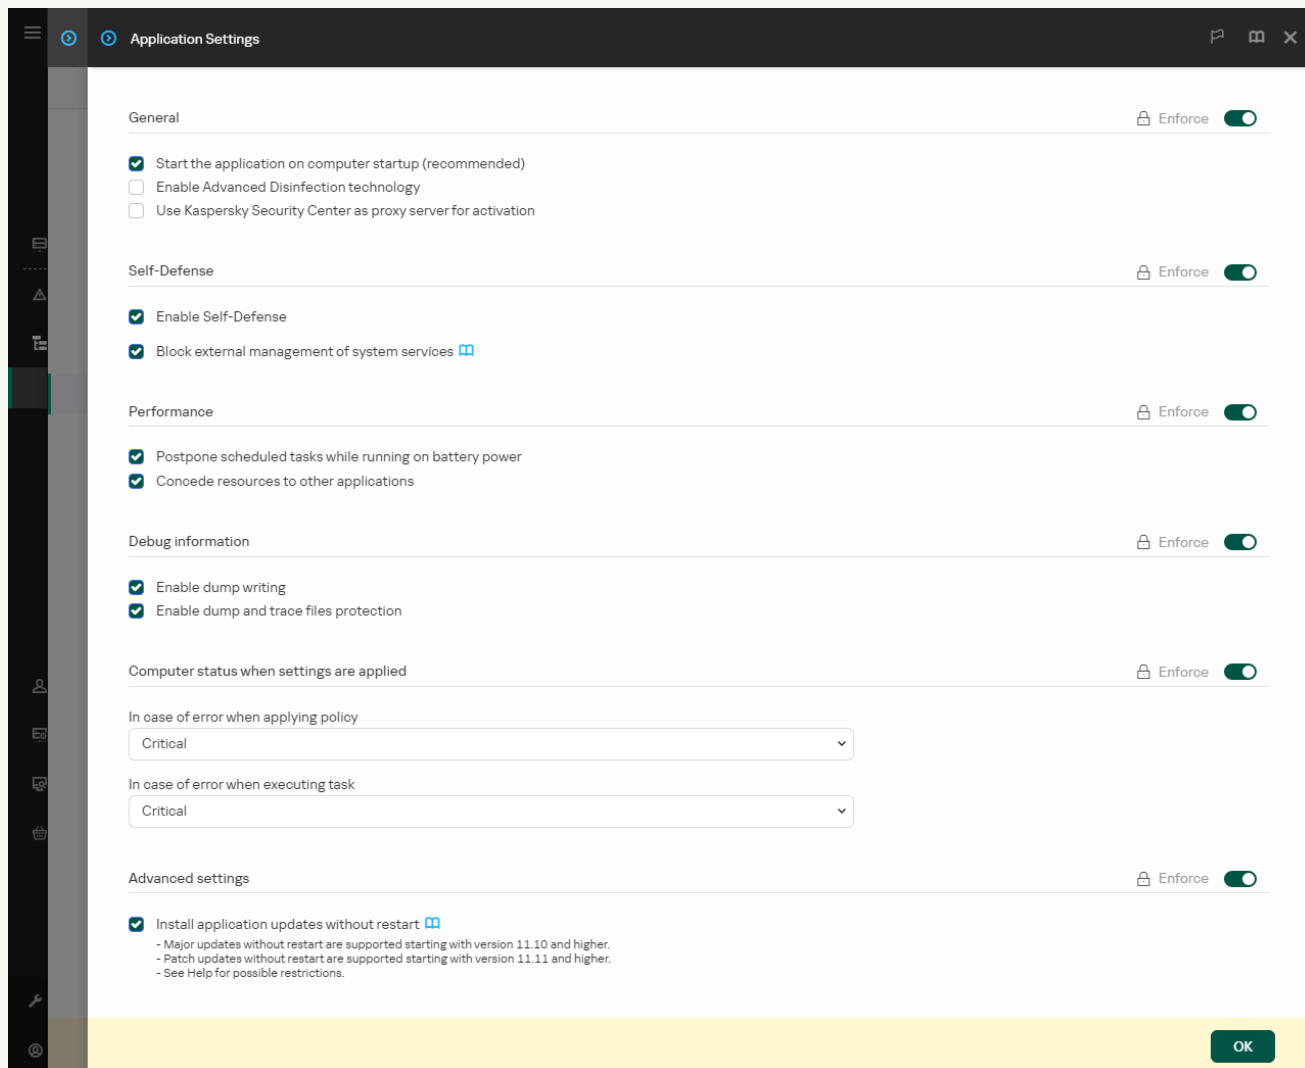 Application Settings
General
Enforce
Start the application on computer startup (recommended)
Enable Advanced Disinfection technology
Use Kaspersky Security Center as proxy server for activation
Self-Defense
Enforce
Enable Self-Defense
Block external management of system services
Performance
Enforce
Postpone scheduled tasks while running on battery power
Concede resources to other applications
Debug information
Enforce
Enable dump writing
Enable dump and trace files protection
Computer status when settings are applied
Enforce
In case of error when applying policy
Critical
In case of error when executing task
Critical
Advanced settings
Enforce
Install application updates without restart
- Major updates without restart are supported starting with version 11.10 and higher.
- Patch updates without restart are supported starting with version 11.11 and higher.
- See Help for possible restrictions.
OK